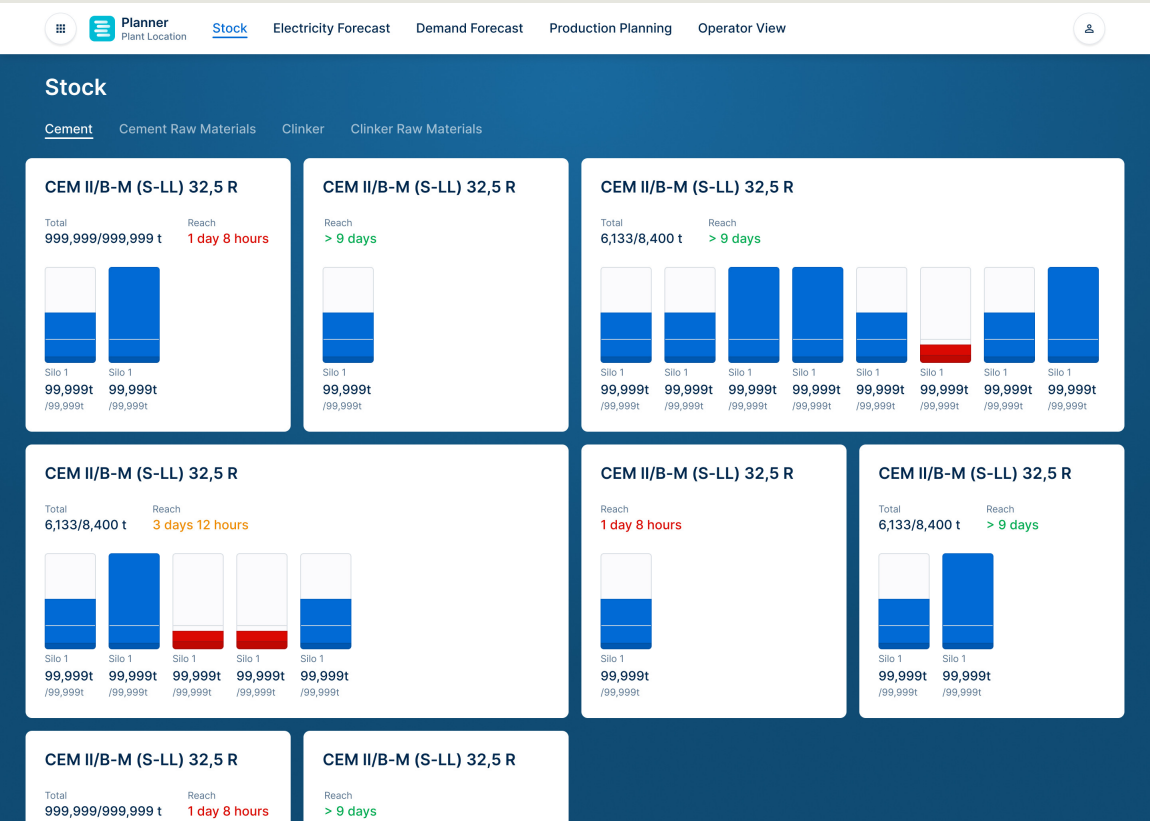 Planner
Plant Location
Stock
Electricity Forecast
Demand Forecast
Production Planning
Operator View
Stock
Cement
Cement Raw Materials
Clinker
Clinker Raw Materials
CEM II/B-M (S-LL) 32,5 R
Total
Reach
999,999/999,999 t
1 day 8 hours
Silo 1
Silo 1
99,999t
99,999t
/99,999t
/99,999t
CEM II/B-M (S-LL) 32,5 R
Reach
> 9 days
Silo 1
99,999t
/99,999t
CEM II/B-M (S-LL) 32,5 R
Total
Reach
6,133/8,400 t
> 9 days
Silo 1
Silo 1
Silo 1
Silo 1
Silo 1
Silo 1
Silo 1
Silo 1
99,999t
99,999t
99,999t
99,999t
99,999t
99,999t
99,999t
99,999t
/99,999t
/99,999t
/99,999t
/99,999t
/99,999t
/99,999t
/99,999t
/99,999t
CEM II/B-M (S-LL) 32,5 R
Total
Reach
6,133/8,400 t
3 days 12 hours
Silo 1
Silo 1
Silo 1
Silo 1
Silo 1
99,999t
99,999t
99,999t
99,999t
99,999t
/99,999t
/99,999t
/99,999t
/99,999t
/99,999t
CEM II/B-M (S-LL) 32,5 R
Reach
1 day 8 hours
Silo 1
99,999t
/99,999t
CEM II/B-M (S-LL) 32,5 R
Total
Reach
6,133/8,400 t
> 9 days
Silo 1
Silo 1
99,999t
99,999t
/99,999t
/99,999t
CEM II/B-M (S-LL) 32,5 R
Total
Reach
999,999/999,999 t
1 day 8 hours
CEM II/B-M (S-LL) 32,5 R
Reach
> 9 days